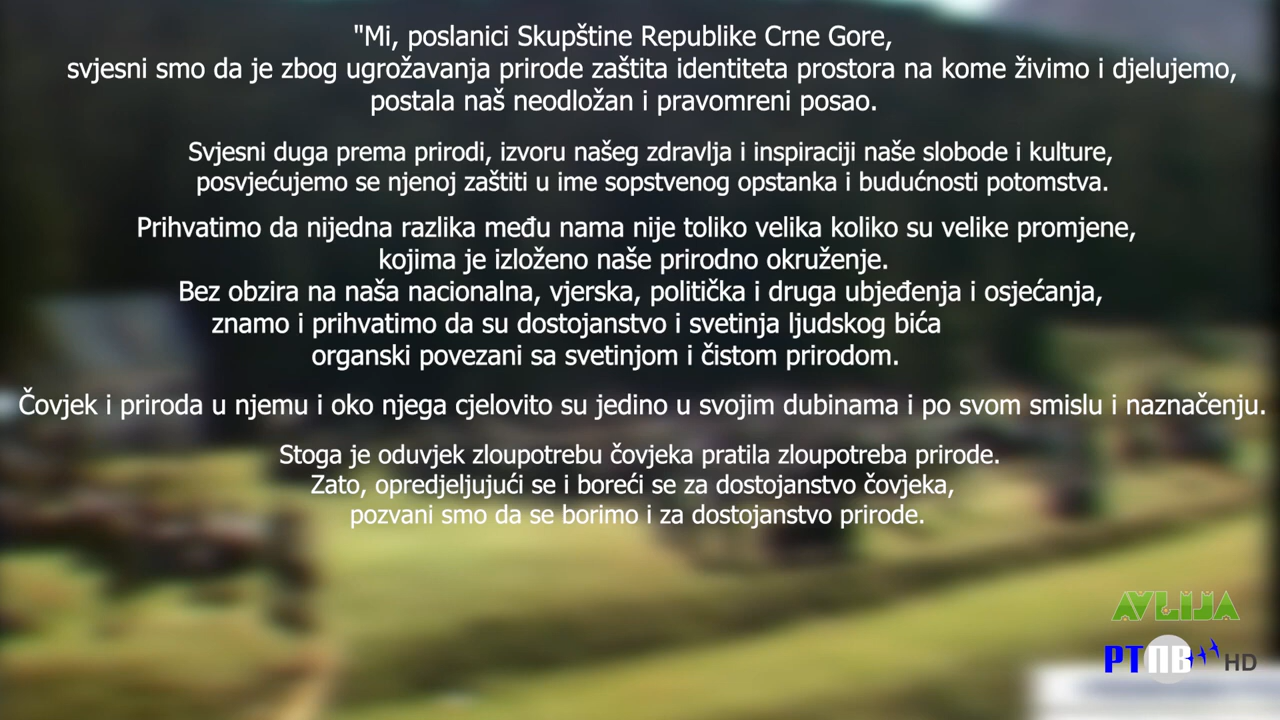 "Mi, poslanici Skupštine Republike Crne Gore,
svjesni smo da je zbog ugrožavanja prirode zaštita identiteta prostora na kome živimo i djelujemo,
postala naš neodložan i pravomreni posao.
Svjesni duga prema prirodi, izvoru našeg zdravlja i inspiraciji naše slobode i kulture,
posvjećujemo se njenoj zaštiti u ime sopstvenog opstanka i budućnosti potomstva.
Prihvatimo da nijedna razlika među nama nije toliko velika koliko su velike promjene,
kojima je izloženo naše prirodno okruženje.
Bez obzira na naša nacionalna, vjerska, politička i druga ubjeđenja i osjećanja,
znamo i prihvatimo da su dostojanstvo i svetinja ljudskog bića
organski povezani sa svetinjom i čistom prirodom.
Čovjek i priroda u njemu i oko njega cjelovito su jedino u svojim dubinama i po svom smislu i naznačenju.
Stoga je oduvjek zloupotrebu čovjeka pratila zloupotreba prirode.
Zato, opredjeljujući se i boreći se za dostojanstvo čovjeka,
pozvani smo da se borimo i za dostojanstvo prirode.
AVLIJA
РТПВ HD